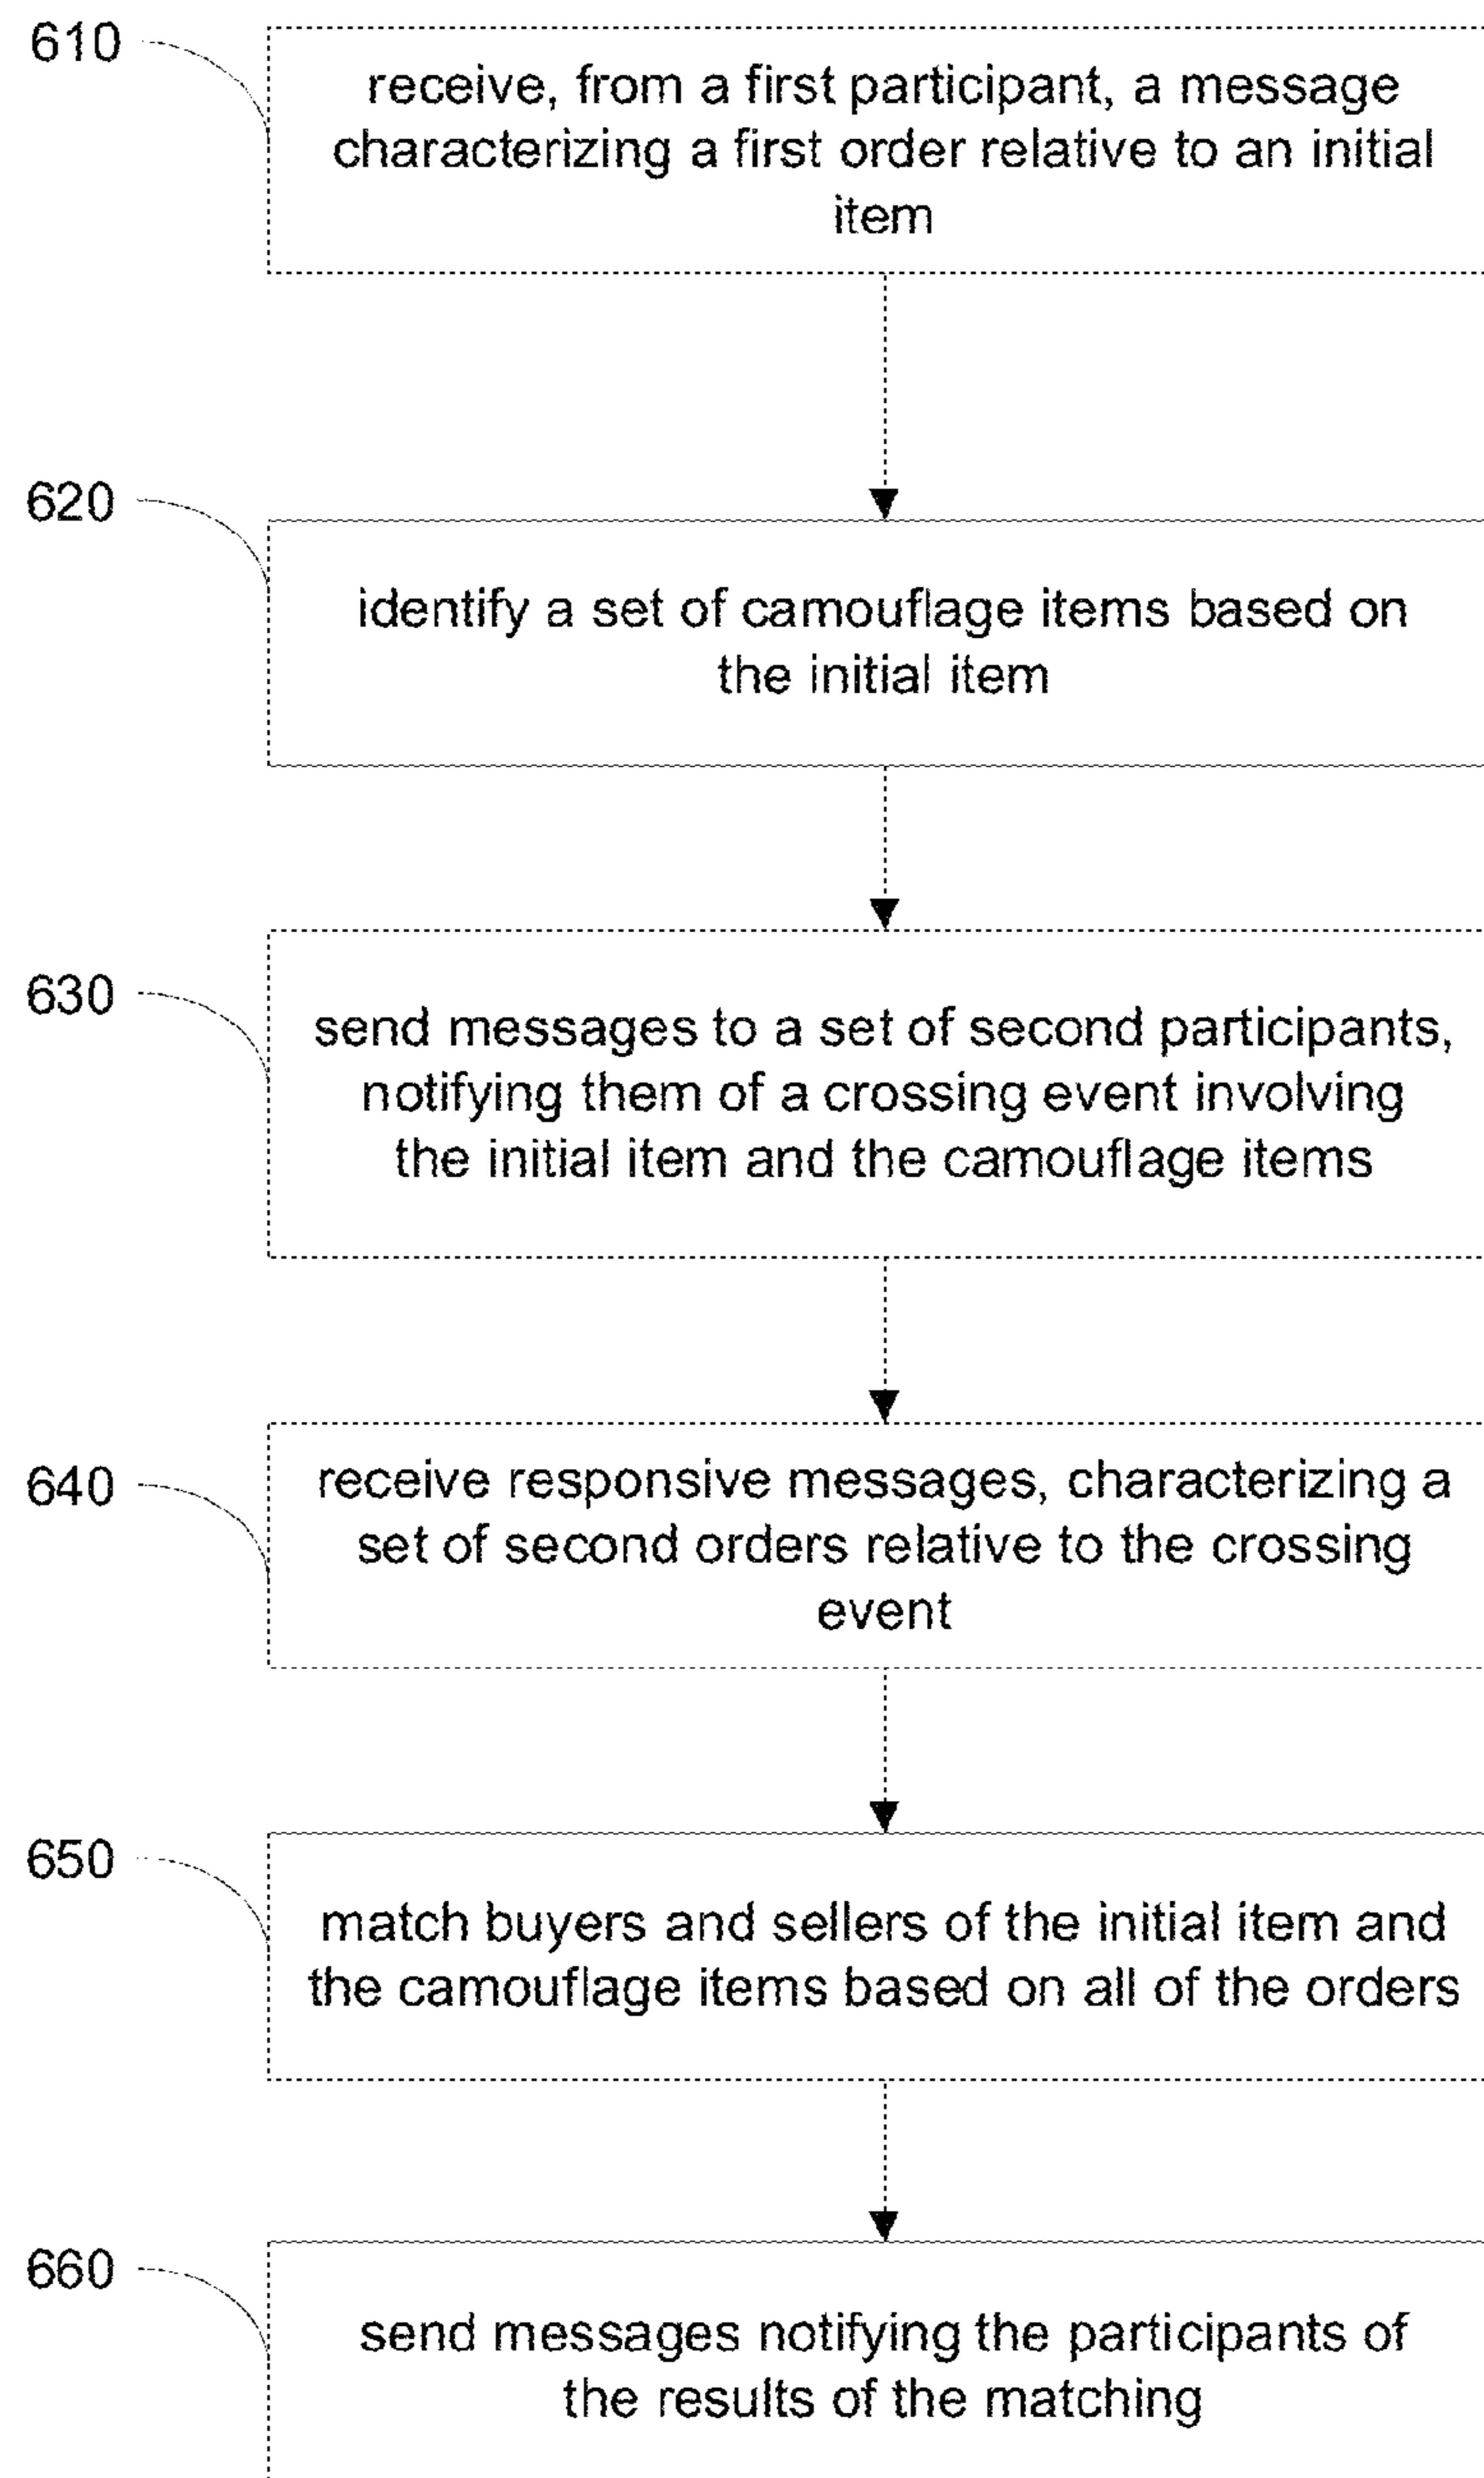 610
receive, from a first participant, a message
characterizing a first order relative to an initial
item
620
identify a set of camouflage items based on
the initial item
630
send messages to a set of second participants,
notifying them of a crossing event involving
the initial item and the camouflage items
640
receive responsive messages, characterizing a
set of second orders relative to the crossing
event
650
match buyers and sellers of the initial item and
the camouflage items based on all of the orders
660
send messages notifying the participants of
the results of the matching